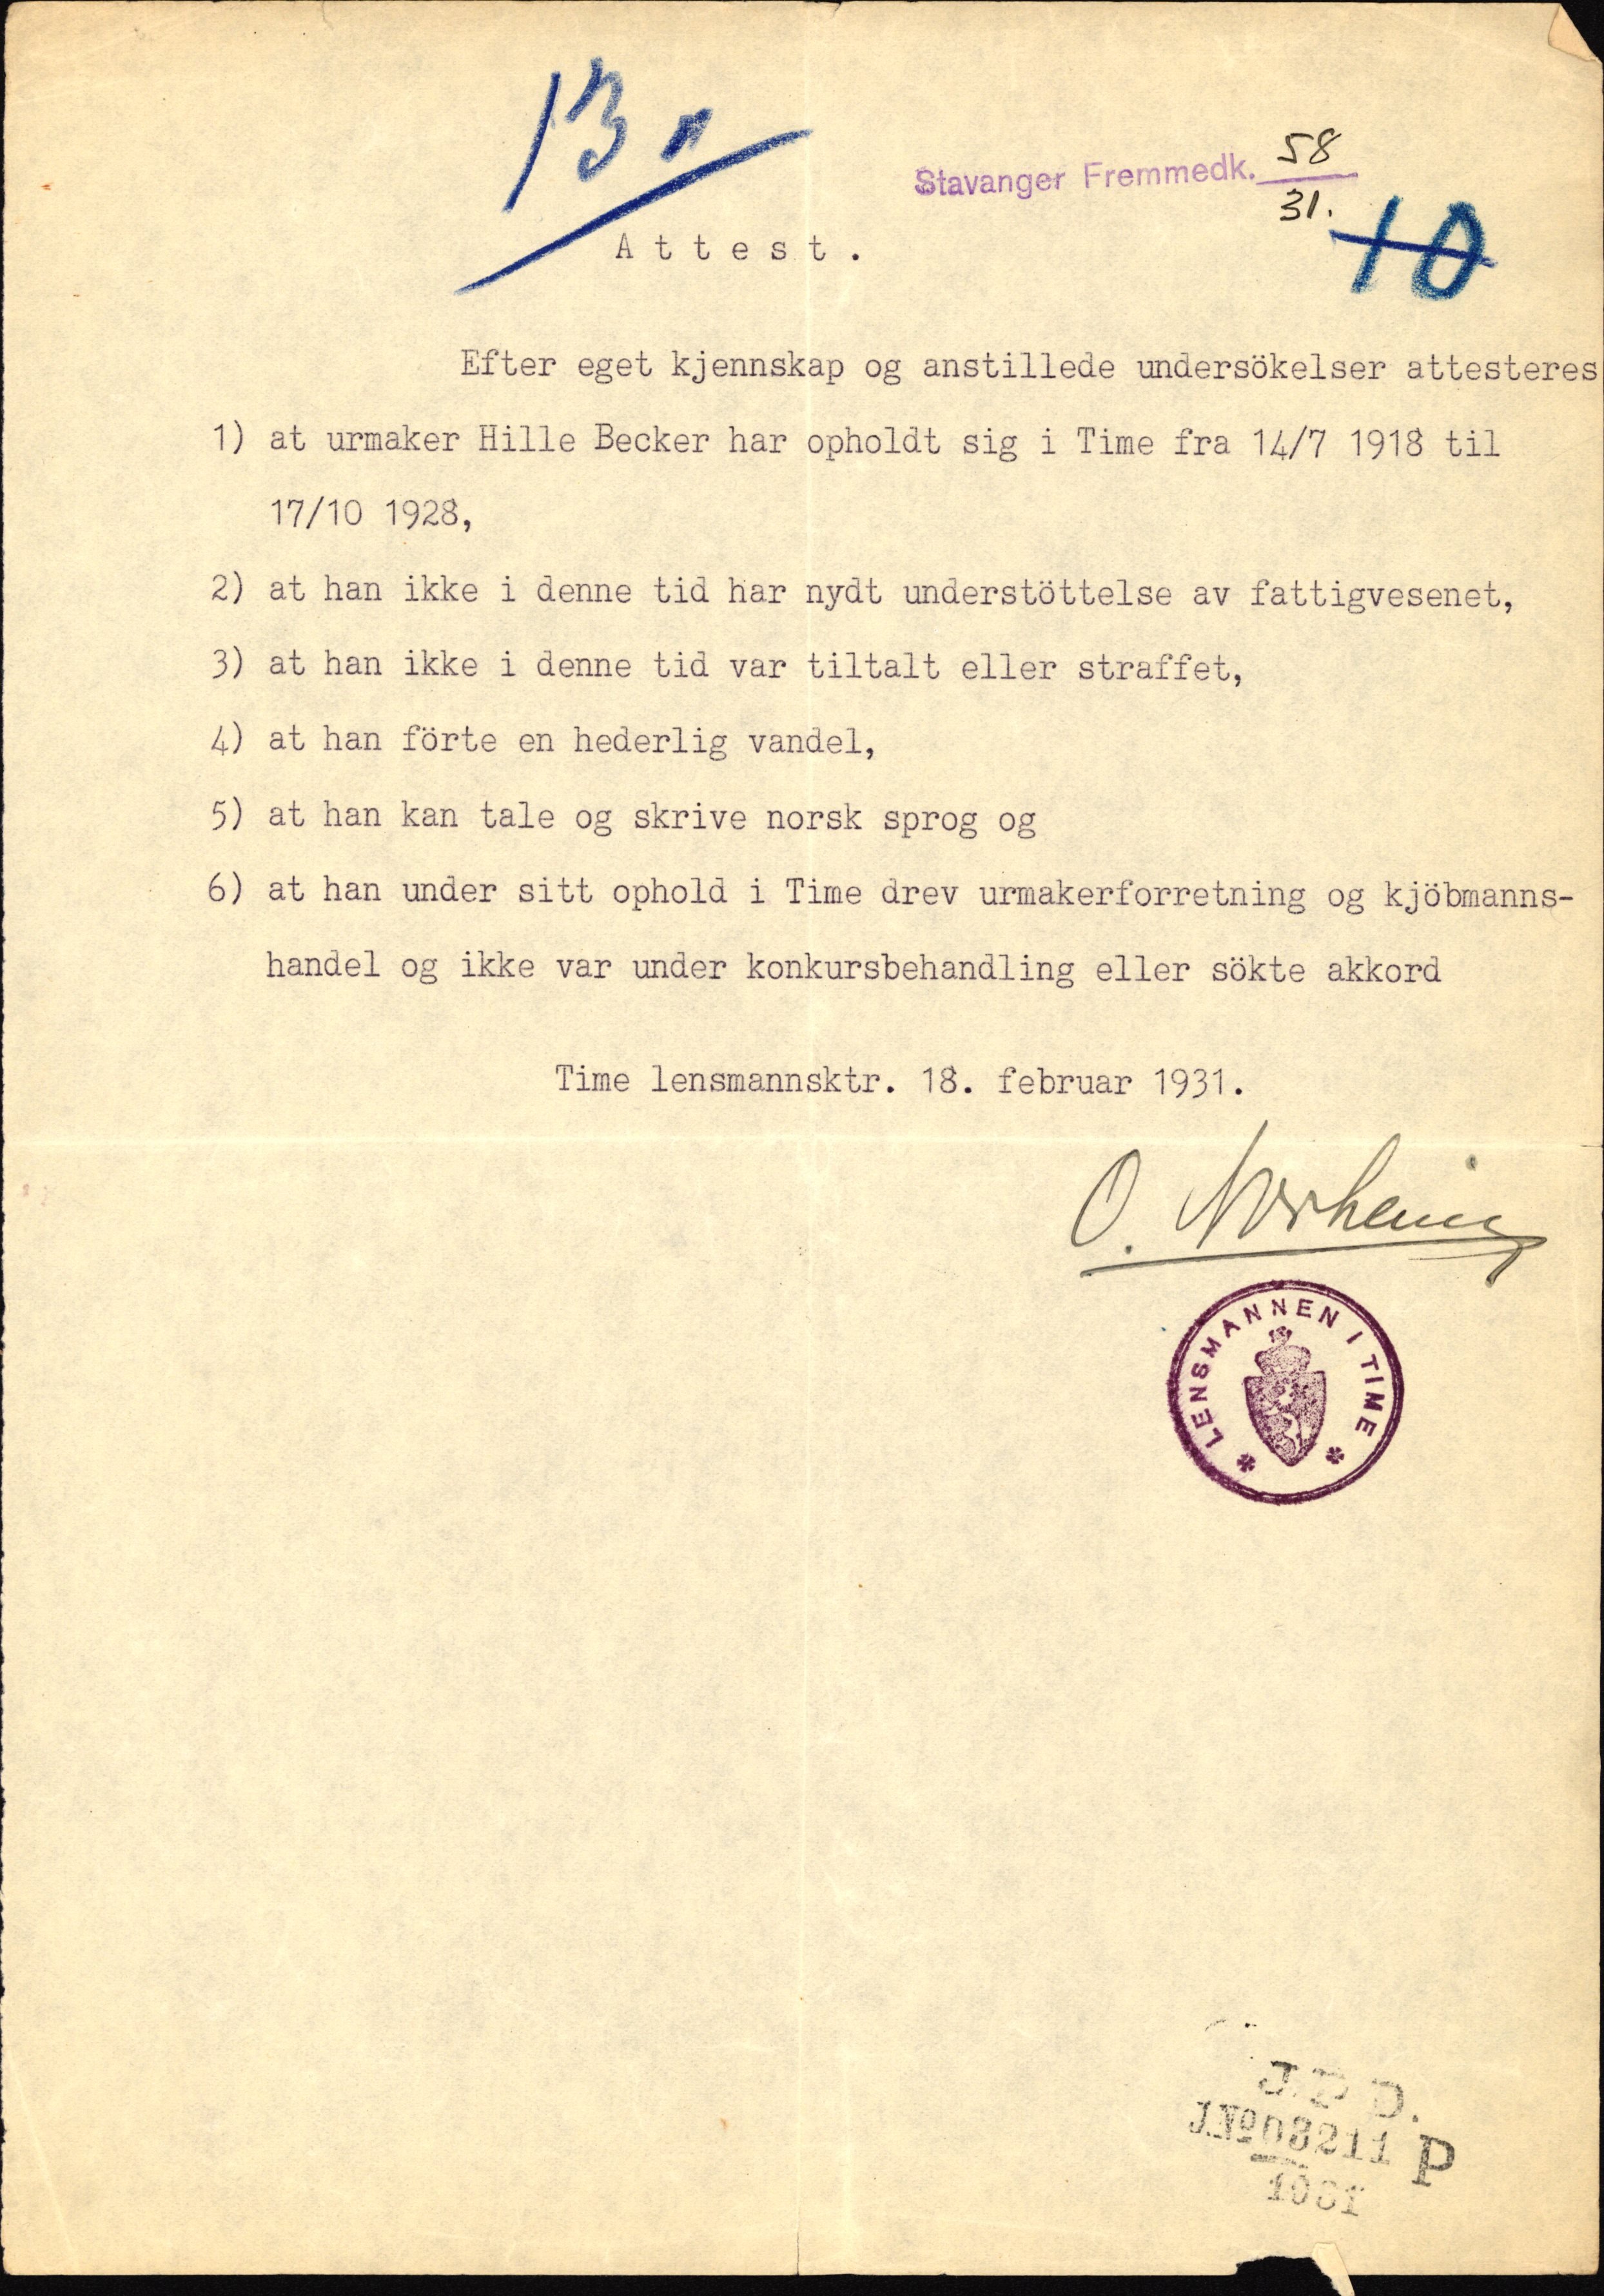 13
Stavanger Fremmedk. 58
31.
10
Attest.
Efter eget kjennskap og anstillede undersökelser attesteres
1) at urmaker Hille Becker har opholdt sig i Time fra 14/7 1918 til
17/10 1928,
2) at han ikke i denne tid har nydt understöttelse av fattigvesenet,
3) at han ikke i denne tid var tiltalt eller straffet,
4) at han förte en hederlig vandel,
5) at han kan tale og skrive norsk sprog og
6) at han under sitt ophold i Time drev urmakerforretning og kjöbmanns-
handel og ikke var under konkursbehandling eller sökte akkord
Time lensmannsktr. 18. februar 1931.
O. Norheim
LENSMANNEN I TIME
J.D.
J.Nº 08211 P